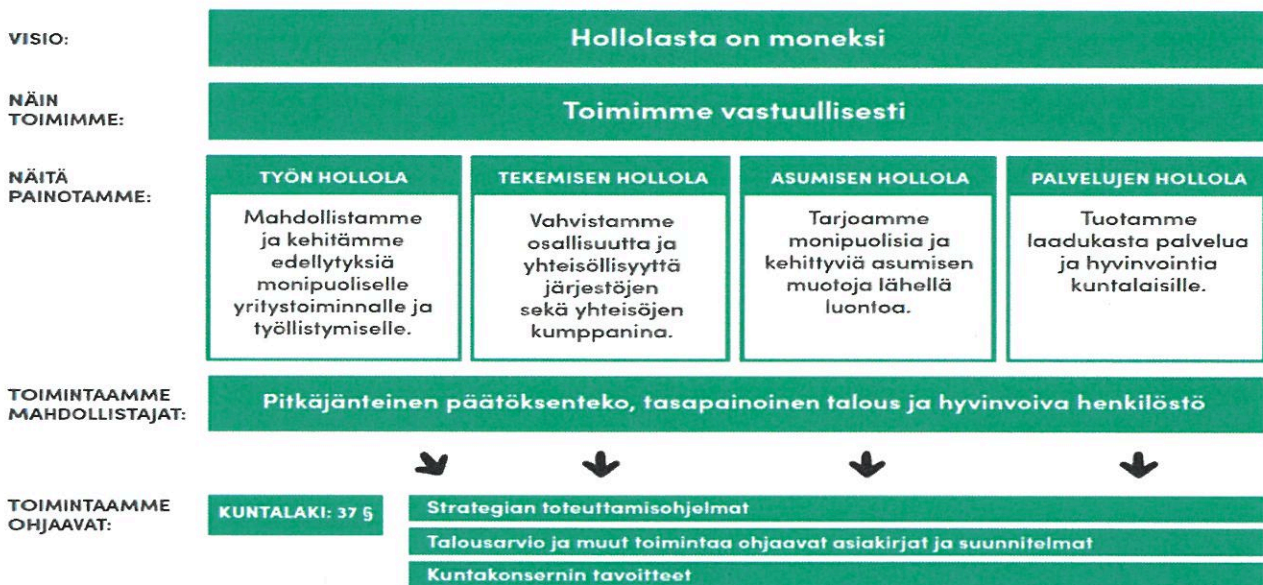 VISIO:
Hollolasta on moneksi
NÄIN
TOIMIMME:
Toimimme vastuullisesti
NÄITÄ
PAINOTAMME:
TYÖN HOLLOLA
Mahdollistamme
ja kehitämme
edellytyksiä
monipuoliselle
yritystoiminnalle ja
työllistymiselle.
TEKEMISEN HOLLOLA
Vahvistamme
osallisuutta ja
yhteisöllisyyttä
järjestöjen
sekä yhteisöjen
kumppanina.
ASUMISEN HOLLOLA
Tarjoamme
monipuolisia ja
kehittyviä asumisen
muotoja lähellä
luontoa.
PALVELUJEN HOLLOLA
Tuotamme
laadukasta palvelua
ja hyvinvointia
kuntalaisille.
TOIMINTAAMME
MAHDOLLISTAJAT:
Pitkäjänteinen päätöksenteko, tasapainoinen talous ja hyvinvoiva henkilöstö
TOIMINTAAMME
OHJAAVAT:
KUNTALAKI: 37 §
Strategian toteuttamisohjelmat
Talousarvio ja muut toimintaa ohjaavat asiakirjat ja suunnitelmat
Kuntakonsernin tavoitteet